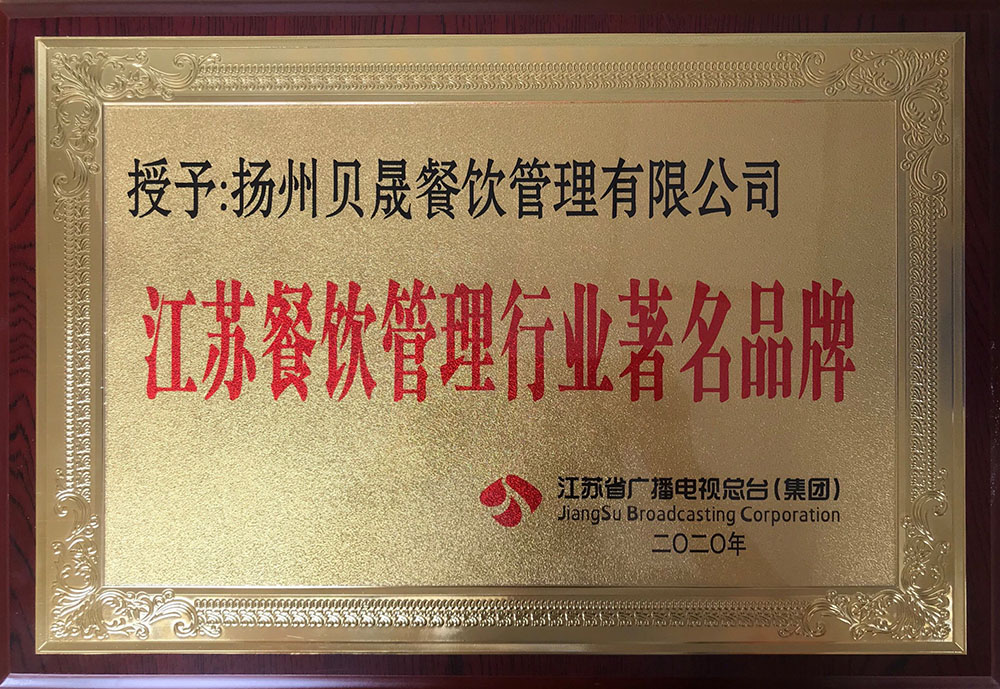 授予:扬州贝晟餐饮管理有限公司
江苏餐饮管理行业著名品牌
江苏省广播电视总台(集团)
JiangSu Broadcasting Corporation
二〇二〇年